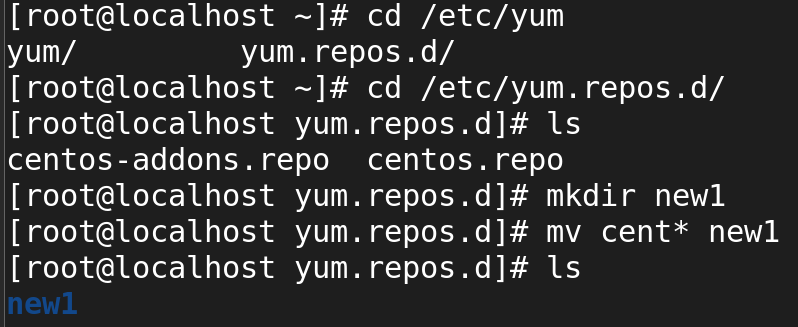 [root@localhost ~]# cd /etc/yum
yum/         yum.repos.d/
[root@localhost ~]# cd /etc/yum.repos.d/
[root@localhost yum.repos.d]# ls
centos-addons.repo  centos.repo
[root@localhost yum.repos.d]# mkdir new1
[root@localhost yum.repos.d]# mv cent* new1
[root@localhost yum.repos.d]# ls
new1